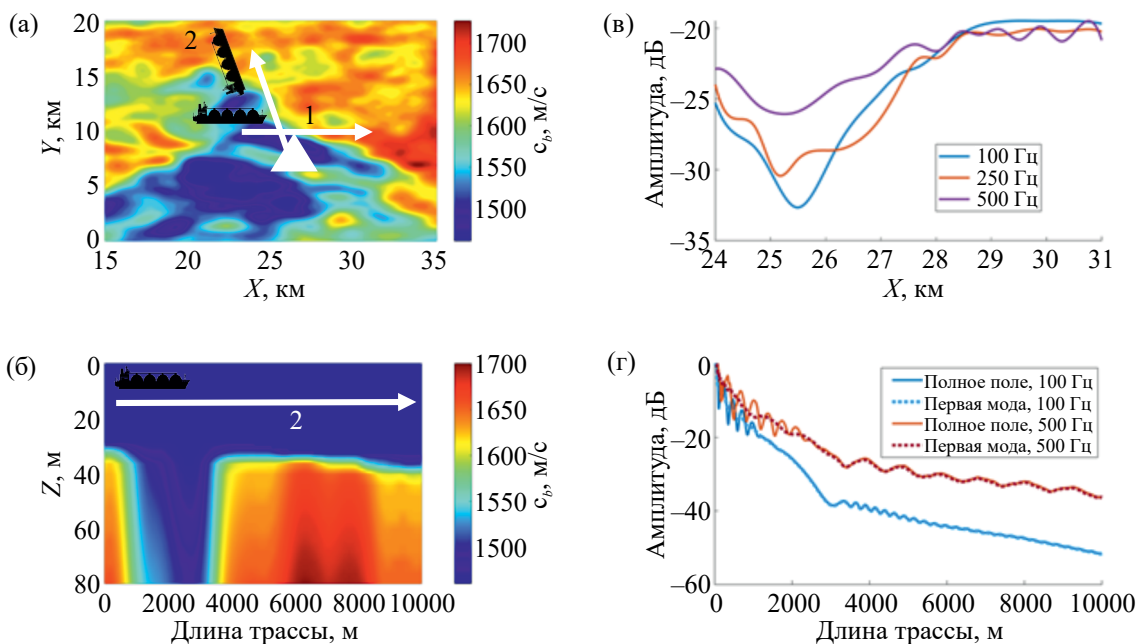 (а)
20
15
10
5
0
Y, км
2
1
15
20
25
30
35
X, км
1700
1650
1600
1550
1500
c_b, м/с
(в)
–20
–25
–30
–35
Амплитуда, дБ
100 Гц
250 Гц
500 Гц
24
25
26
27
28
29
30
31
X, км
(б)
0
20
40
60
80
Z, м
2
0
2000
4000
6000
8000
10000
Длина трассы, м
1700
1650
1600
1550
1500
c_b, м/с
(г)
0
–20
–40
–60
Амплитуда, дБ
Полное поле, 100 Гц
Первая мода, 100 Гц
Полное поле, 500 Гц
Первая мода, 500 Гц
0
2000
4000
6000
8000
10000
Длина трассы, м